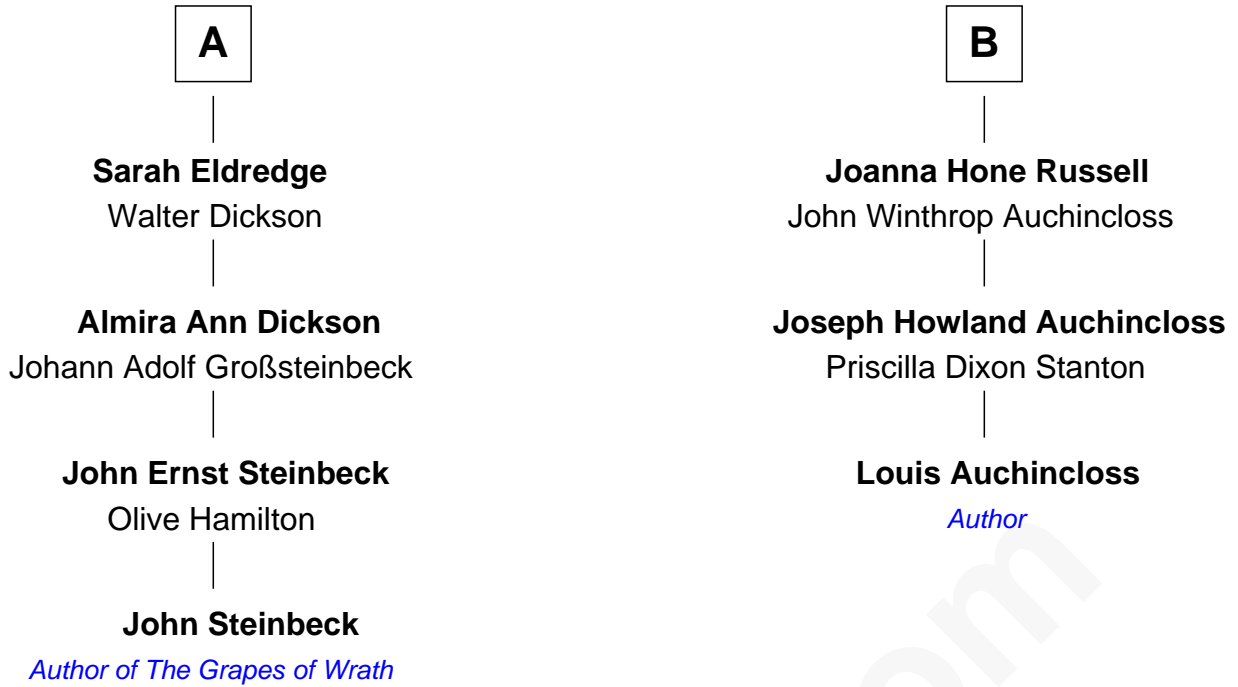 A
Sarah Eldredge
Walter Dickson
Almira Ann Dickson
Johann Adolf Großsteinbeck
John Ernst Steinbeck
Olive Hamilton
John Steinbeck
Author of The Grapes of Wrath
B
Joanna Hone Russell
John Winthrop Auchincloss
Joseph Howland Auchincloss
Priscilla Dixon Stanton
Louis Auchincloss
Author
om